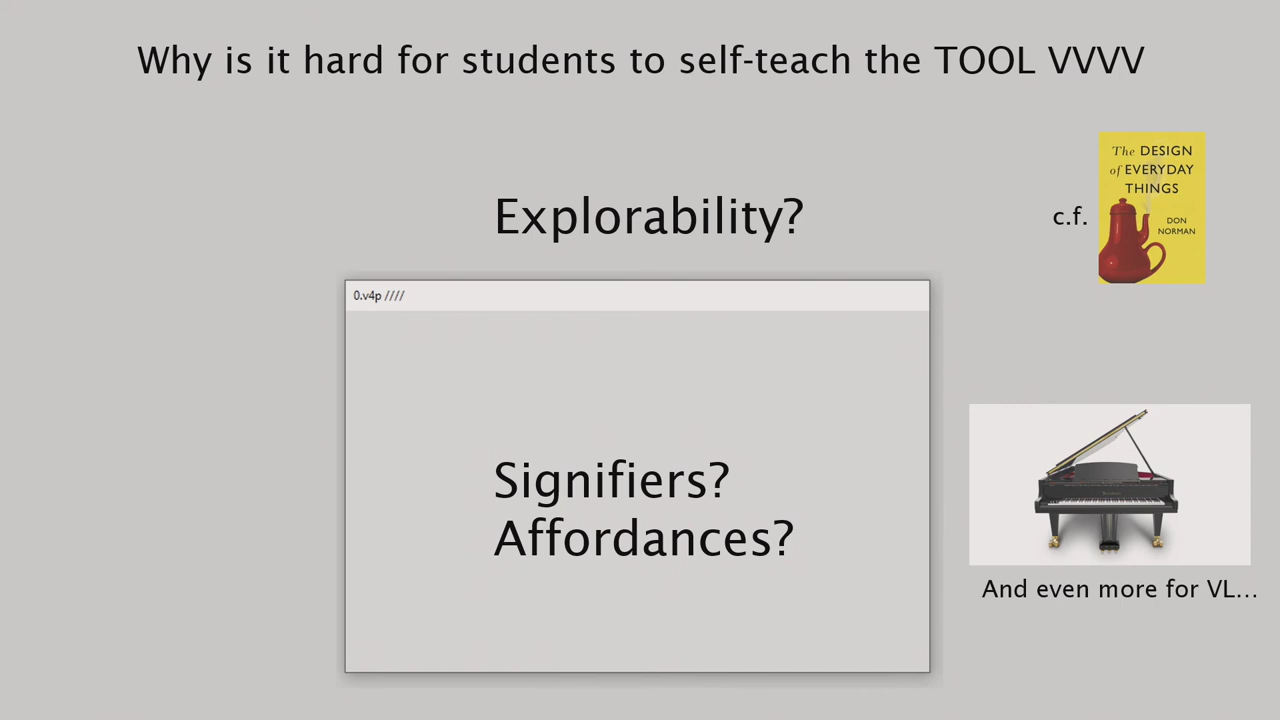 Why is it hard for students to self-teach the TOOL VVVV
Explorability?
c.f.
The DESIGN
of EVERYDAY
THINGS
DON
NORMAN
0.v4p ////
Signifiers?
Affordances?
And even more for VL...